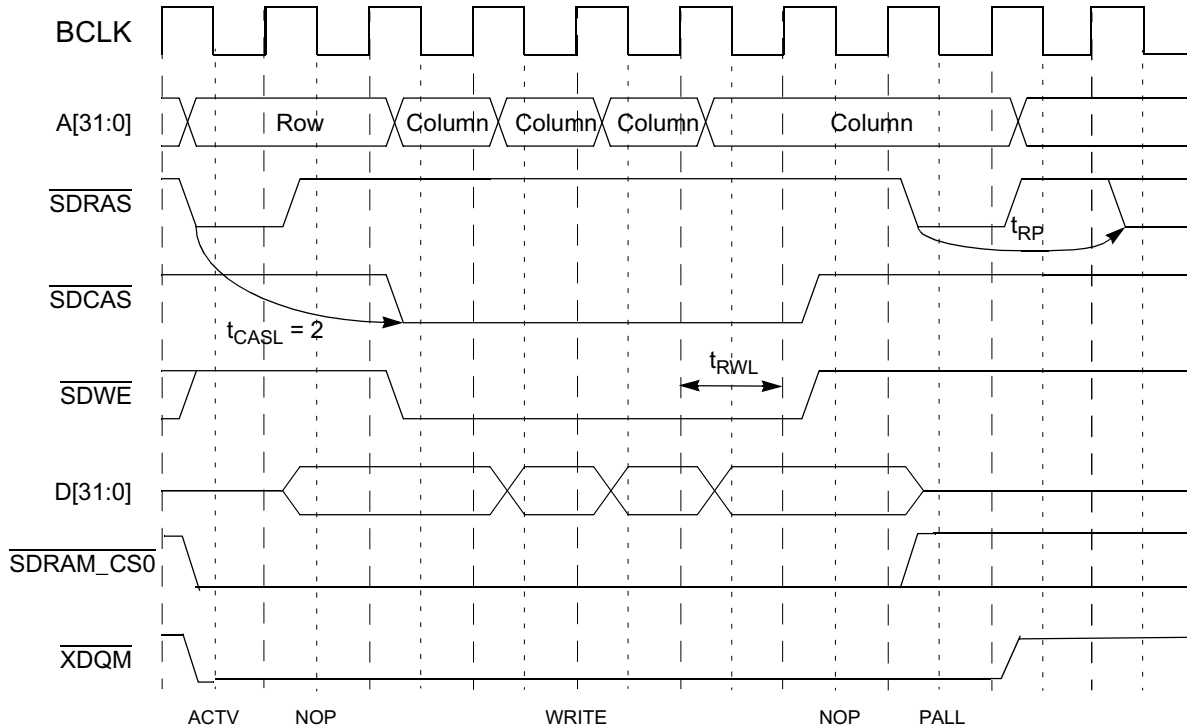 BCLK
A[31:0] Row Column Column Column Column
SDRAS
tRP
SDCAS
tCASL = 2
tRWL
SDWE
D[31:0]
SDRAM_CS0
XDQM
ACTV NOP WRITE NOP PALL